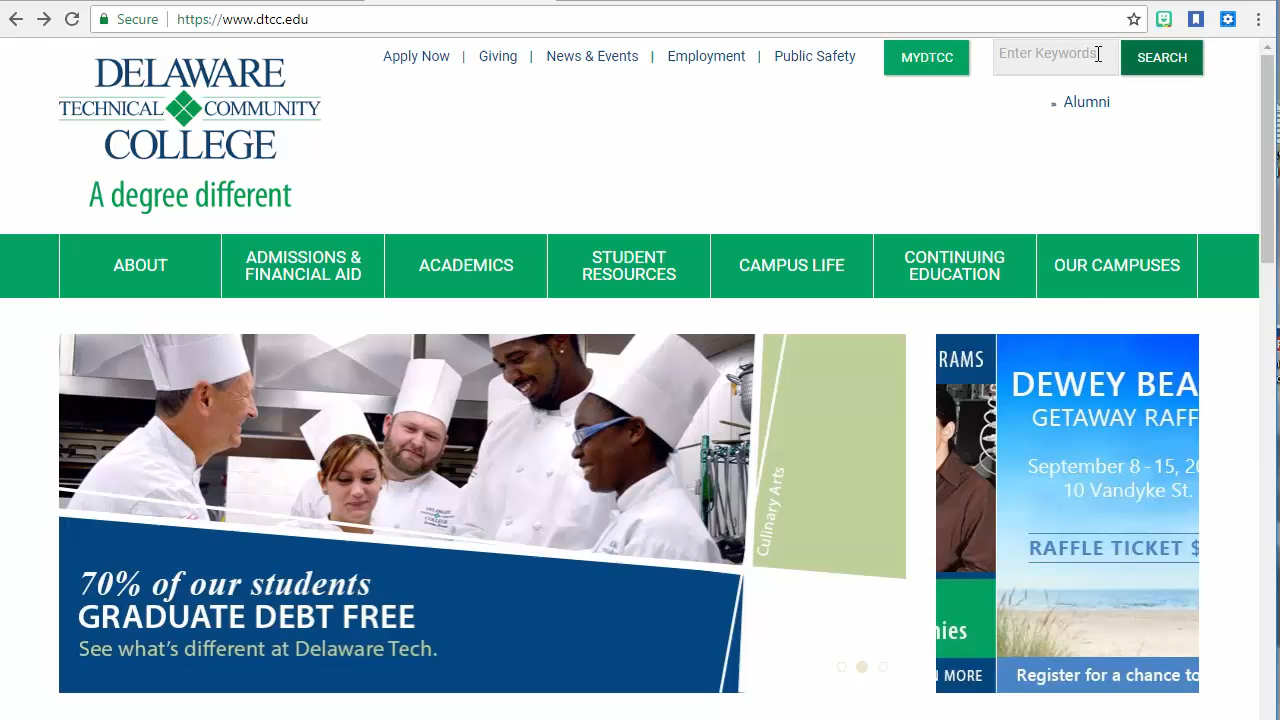 Secure | https://www.dtcc.edu
Apply Now | Giving | News & Events | Employment | Public Safety
MYDTCC
Enter Keywords
SEARCH
» Alumni
DELAWARE
TECHNICAL COMMUNITY
COLLEGE
A degree different
ABOUT
ADMISSIONS &
FINANCIAL AID
ACADEMICS
STUDENT
RESOURCES
CAMPUS LIFE
CONTINUING
EDUCATION
OUR CAMPUSES
Culinary Arts
70% of our students
GRADUATE DEBT FREE
See what's different at Delaware Tech.
RAMS
nies
N MORE
DEWEY BEA
GETAWAY RAFF
September 8 - 15, 20
10 Vandyke St.
RAFFLE TICKET $
Register for a chance to